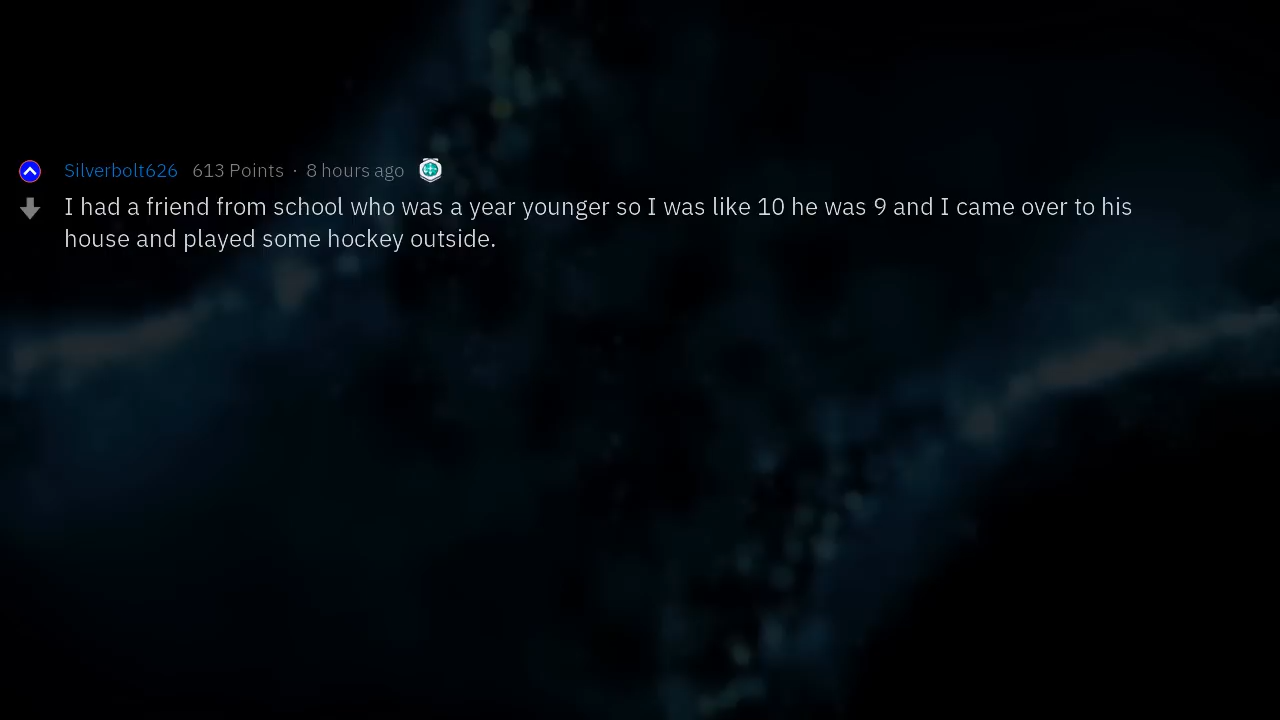 Silverbolt626 613 Points · 8 hours ago
I had a friend from school who was a year younger so I was like 10 he was 9 and I came over to his
house and played some hockey outside.